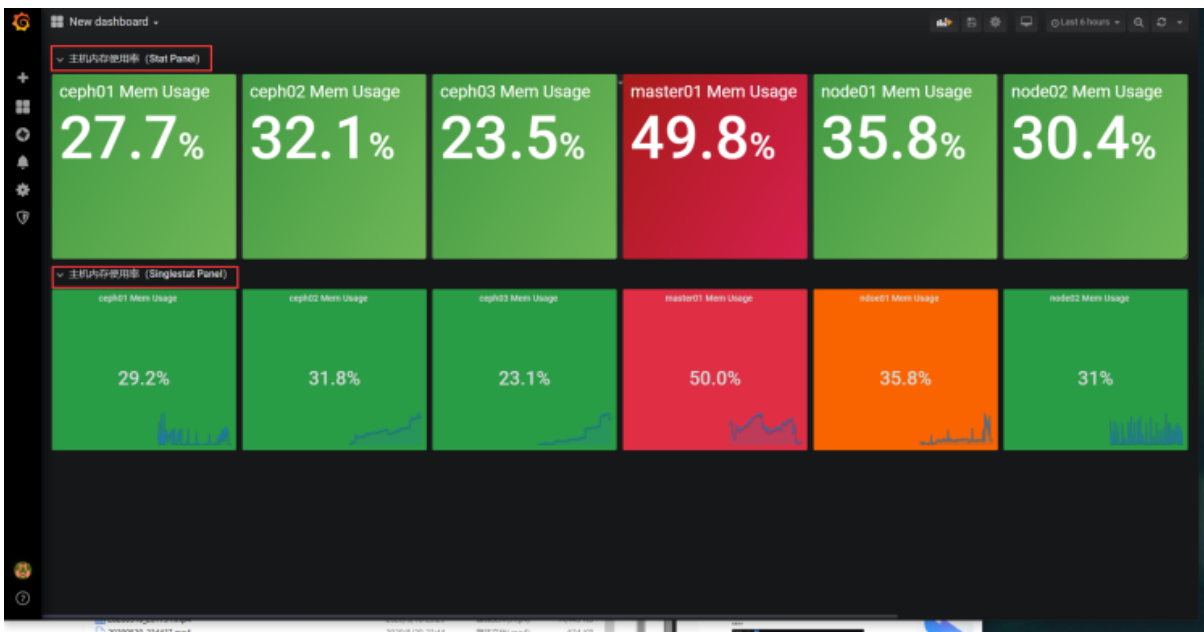 New dashboard
Last 6 hours
主机内存使用率 (Stat Panel)
ceph01 Mem Usage
27.7%
ceph02 Mem Usage
32.1%
ceph03 Mem Usage
23.5%
master01 Mem Usage
49.8%
node01 Mem Usage
35.8%
node02 Mem Usage
30.4%
主机内存使用率 (Singlestat Panel)
ceph01 Mem Usage
29.2%
ceph02 Mem Usage
31.8%
ceph03 Mem Usage
23.1%
master01 Mem Usage
50.0%
ndoe01 Mem Usage
35.8%
node02 Mem Usage
31%